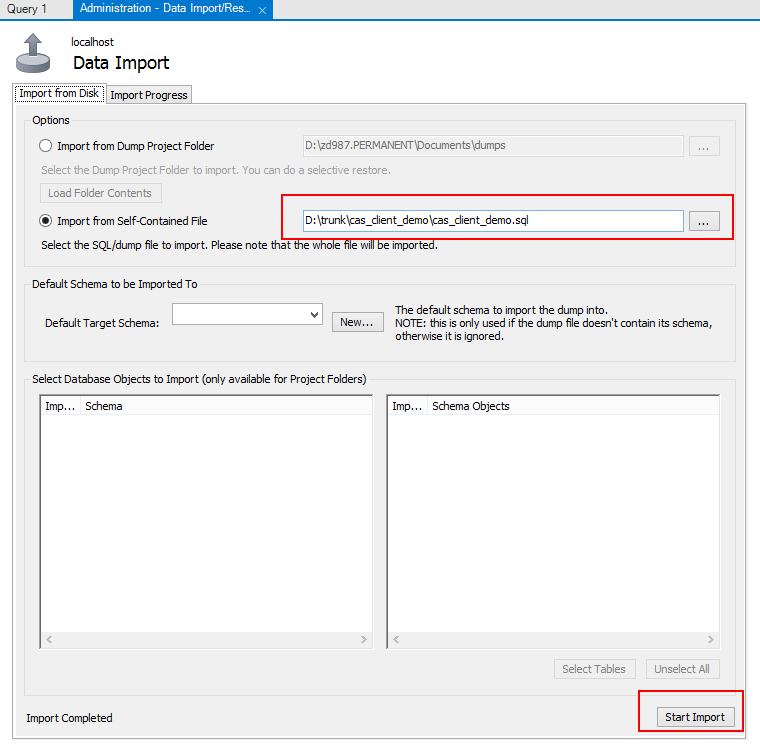 Query 1
Administration - Data Import/Res...
localhost
Data Import
Import from Disk
Import Progress
Options
Import from Dump Project Folder
D:\zd987.PERMANENT\Documents\dumps
...
Select the Dump Project Folder to import. You can do a selective restore.
Load Folder Contents
Import from Self-Contained File
D:\trunk\cas_client_demo\cas_client_demo.sql
...
Select the SQL/dump file to import. Please note that the whole file will be imported.
Default Schema to be Imported To
Default Target Schema:
New...
The default schema to import the dump into.
NOTE: this is only used if the dump file doesn't contain its schema,
otherwise it is ignored.
Select Database Objects to Import (only available for Project Folders)
Imp... Schema
Imp... Schema Objects
Select Tables
Unselect All
Import Completed
Start Import